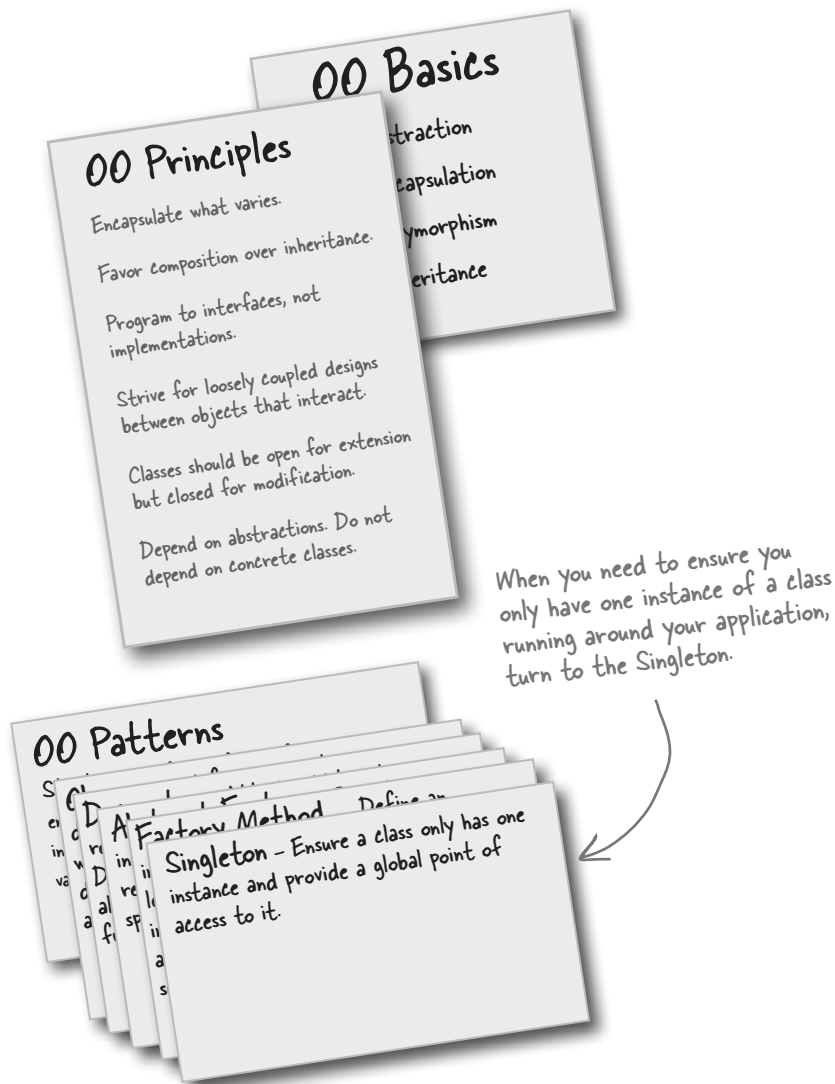 OO Basics
straction
capsulation
ymorphism
eritance
OO Principles
Encapsulate what varies.
Favor composition over inheritance.
Program to interfaces, not
implementations.
Strive for loosely coupled designs
between objects that interact.
Classes should be open for extension
but closed for modification.
Depend on abstractions. Do not
depend on concrete classes.
When you need to ensure you
only have one instance of a class
running around your application,
turn to the Singleton.
OO Patterns
Factory Method Define an
Singleton – Ensure a class only has one
instance and provide a global point of
access to it.